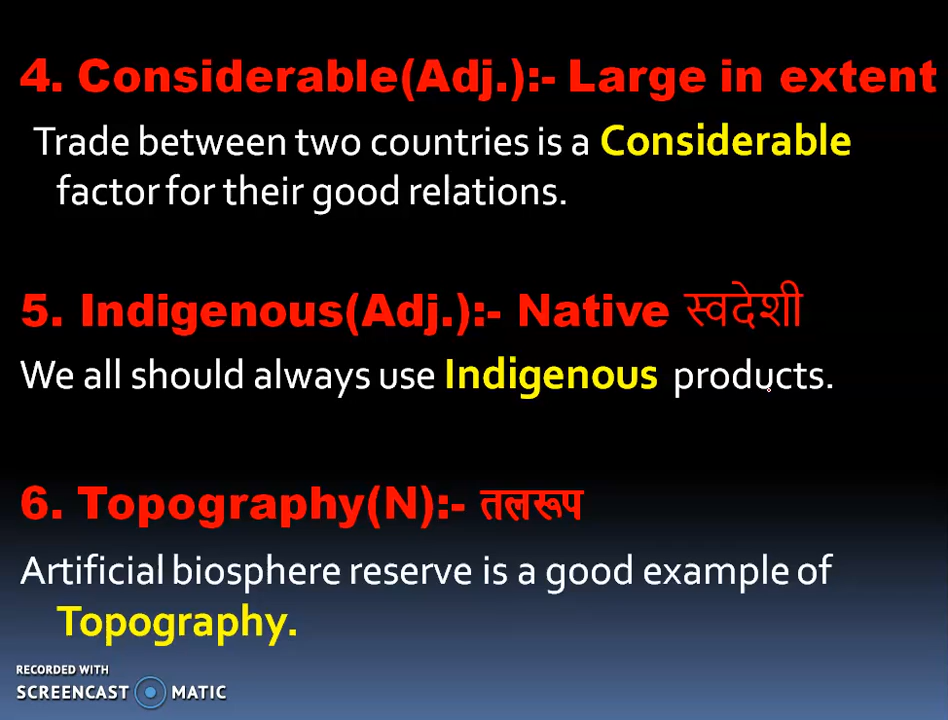 4. Considerable(Adj.):- Large in extent
Trade between two countries is a Considerable
factor for their good relations.
5. Indigenous(Adj.):- Native स्वदेशी
We all should always use Indigenous products.
6. Topography(N):- तलरूप
Artificial biosphere reserve is a good example of
Topography.
RECORDED WITH
SCREENCAST MATIC